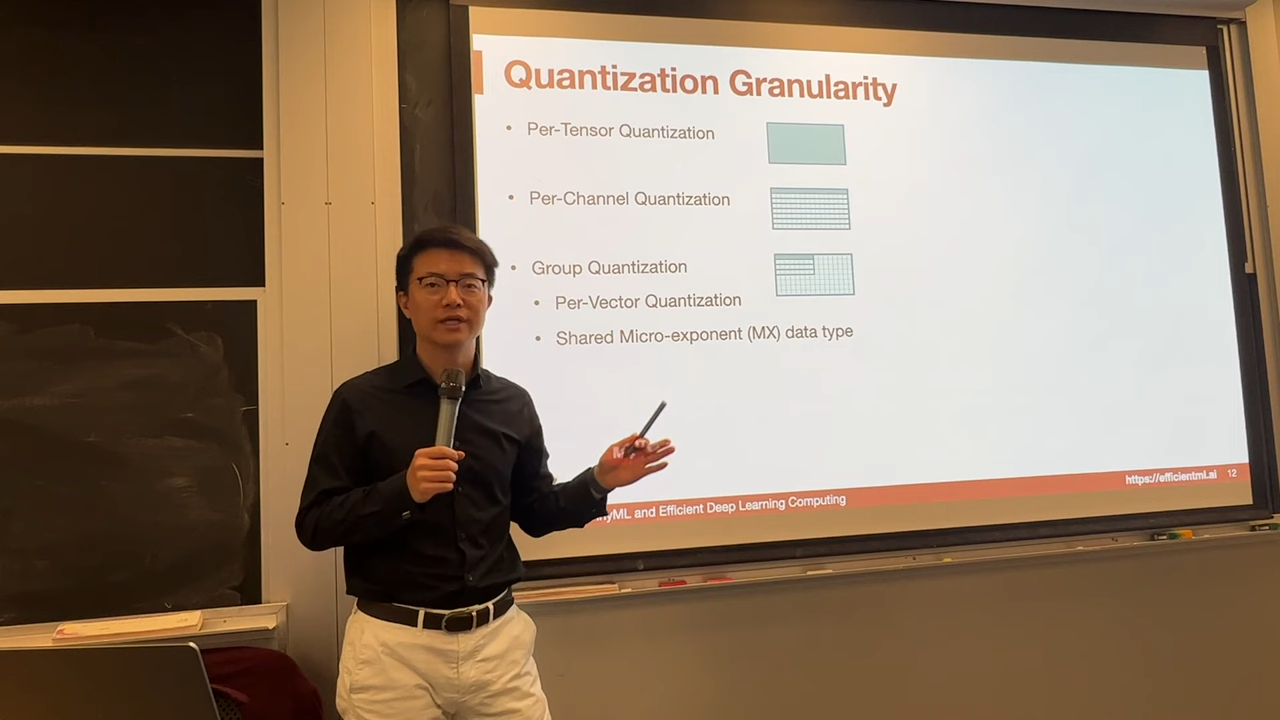 Quantization Granularity
• Per-Tensor Quantization
• Per-Channel Quantization
• Group Quantization
• Per-Vector Quantization
• Shared Micro-exponent (MX) data type
and Efficient Deep Learning Computing
https://efficientml.ai 12